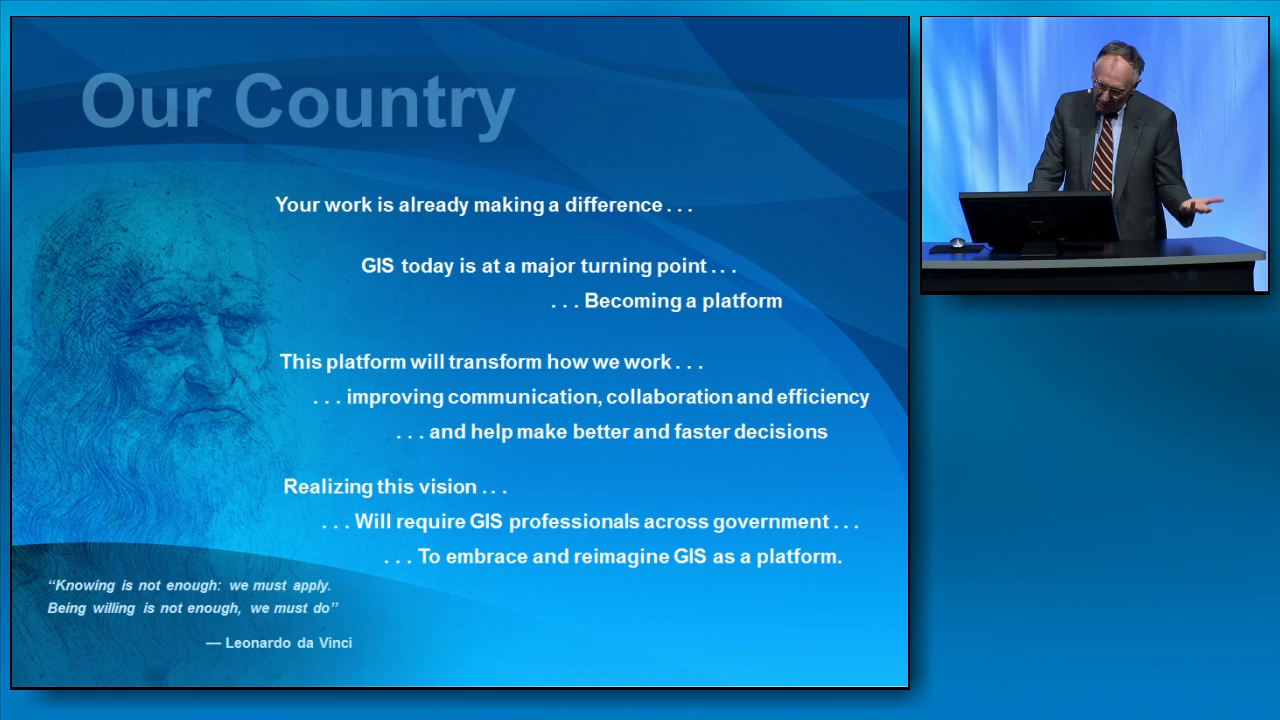 Our Country
Your work is already making a difference . . .
GIS today is at a major turning point . . .
. . . Becoming a platform
This platform will transform how we work . . .
. . . improving communication, collaboration and efficiency
. . . and help make better and faster decisions
Realizing this vision . . .
. . . Will require GIS professionals across government . . .
. . . To embrace and reimagine GIS as a platform.
“Knowing is not enough: we must apply.
Being willing is not enough, we must do”
— Leonardo da Vinci